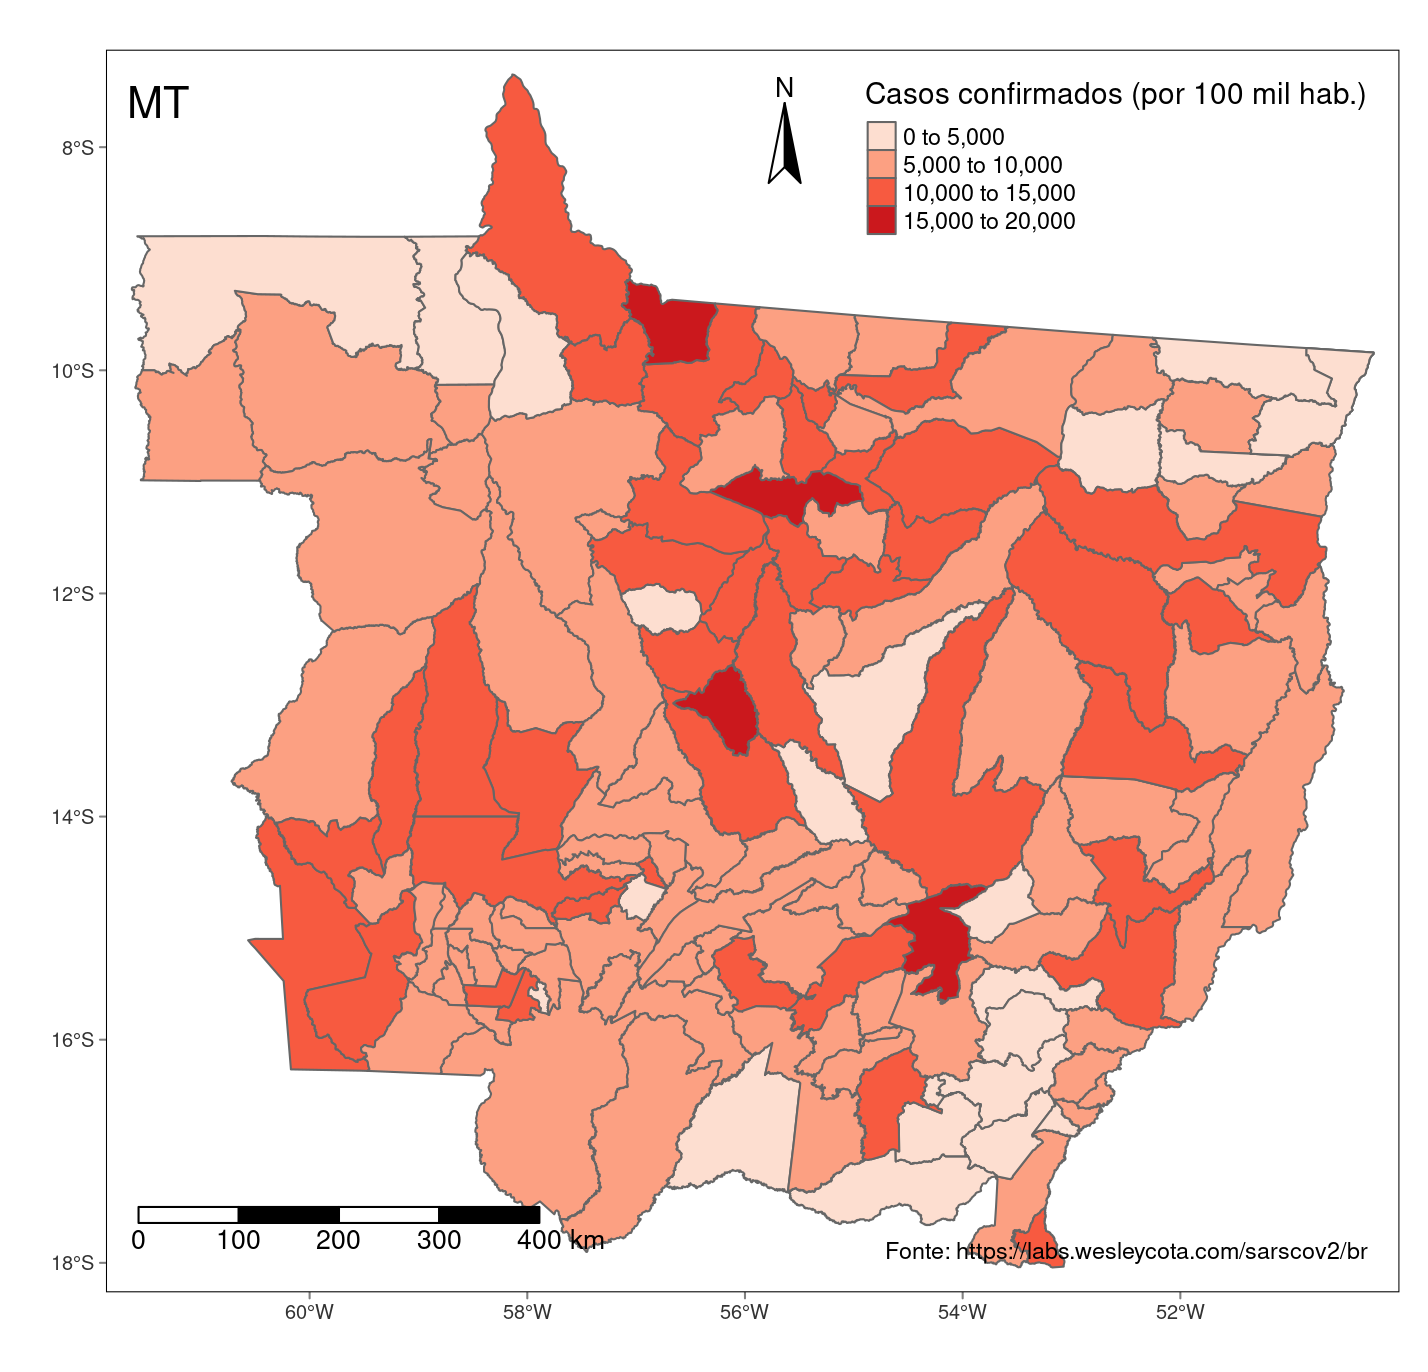 MT
N
Casos confirmados (por 100 mil hab.)
0 to 5,000
5,000 to 10,000
10,000 to 15,000
15,000 to 20,000
8°S
10°S
12°S
14°S
16°S
18°S
0 100 200 300 400 km
Fonte: https://labs.wesleycota.com/sarscov2/br
60°W 58°W 56°W 54°W 52°W